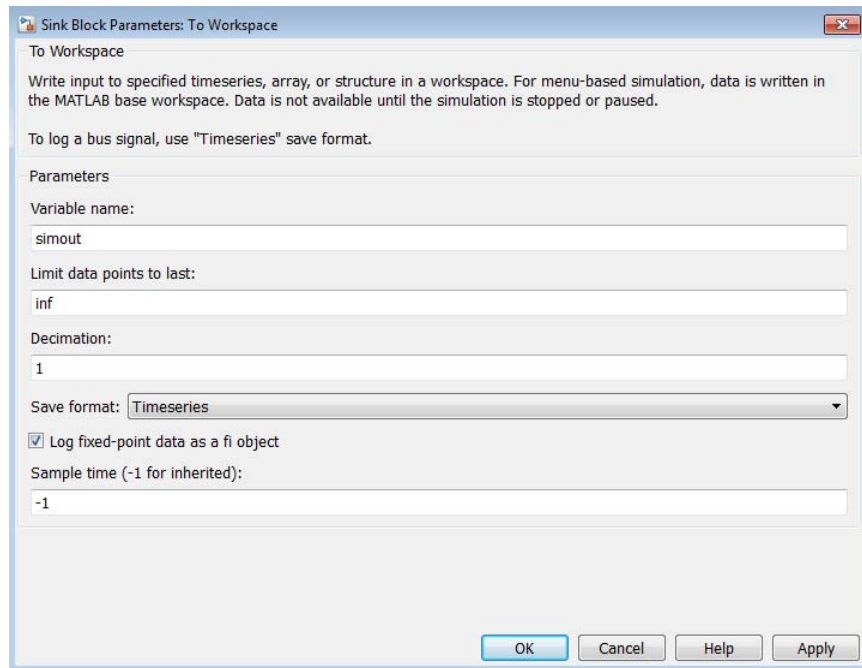 Sink Block Parameters: To Workspace
To Workspace
Write input to specified timeseries, array, or structure in a workspace. For menu-based simulation, data is written in
the MATLAB base workspace. Data is not available until the simulation is stopped or paused.
To log a bus signal, use "Timeseries" save format.
Parameters
Variable name:
simout
Limit data points to last:
inf
Decimation:
1
Save format: Timeseries
Log fixed-point data as a fi object
Sample time (-1 for inherited):
-1
OK Cancel Help Apply